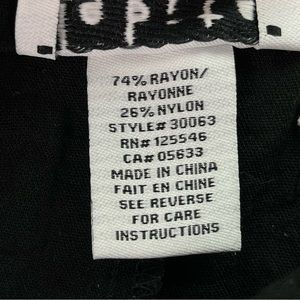 74% RAYON/
RAYONNE
26% NYLON
STYLE# 30063
RN# 125546
CA# 05633
MADE IN CHINA
FAIT EN CHINE
SEE REVERSE
FOR CARE
INSTRUCTIONS